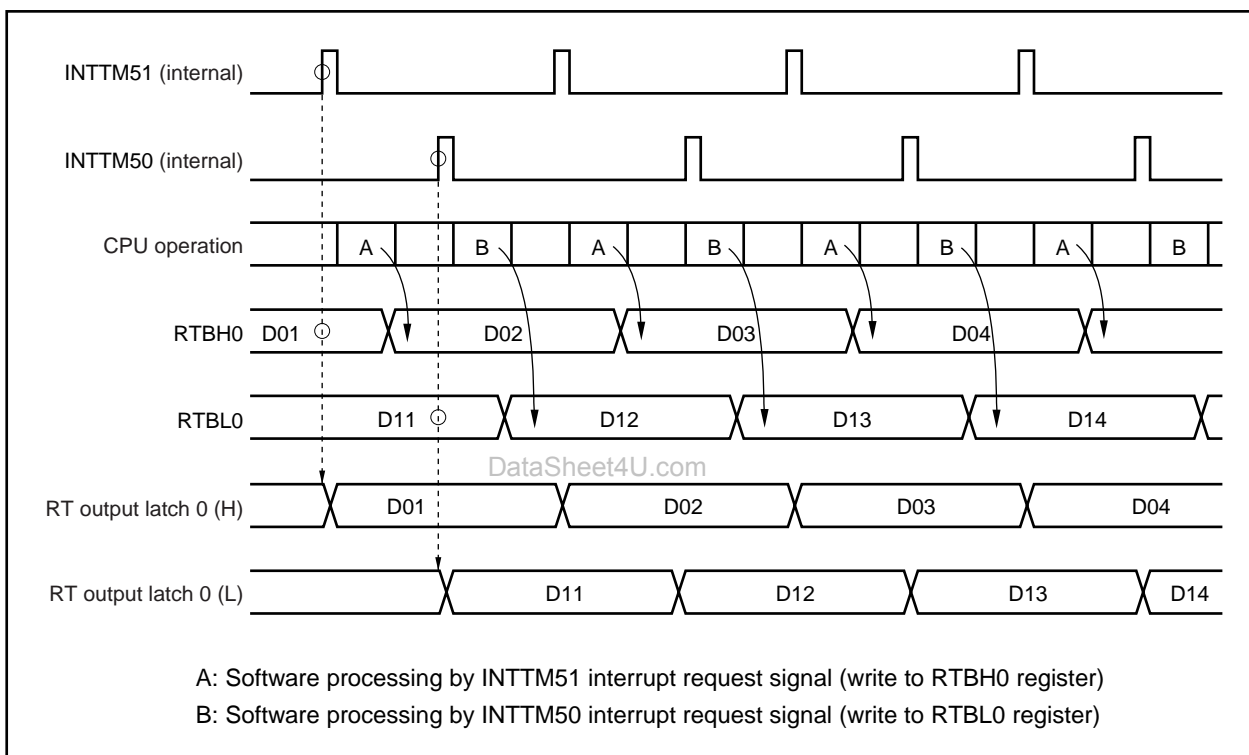 INTTM51 (internal)
INTTM50 (internal)
CPU operation A B A B A B A B
RTBH0 D01 D02 D03 D04
RTBL0 D11 D12 D13 D14
DataSheet4U.com
RT output latch 0 (H) D01 D02 D03 D04
RT output latch 0 (L) D11 D12 D13 D14
A: Software processing by INTTM51 interrupt request signal (write to RTBH0 register)
B: Software processing by INTTM50 interrupt request signal (write to RTBL0 register)